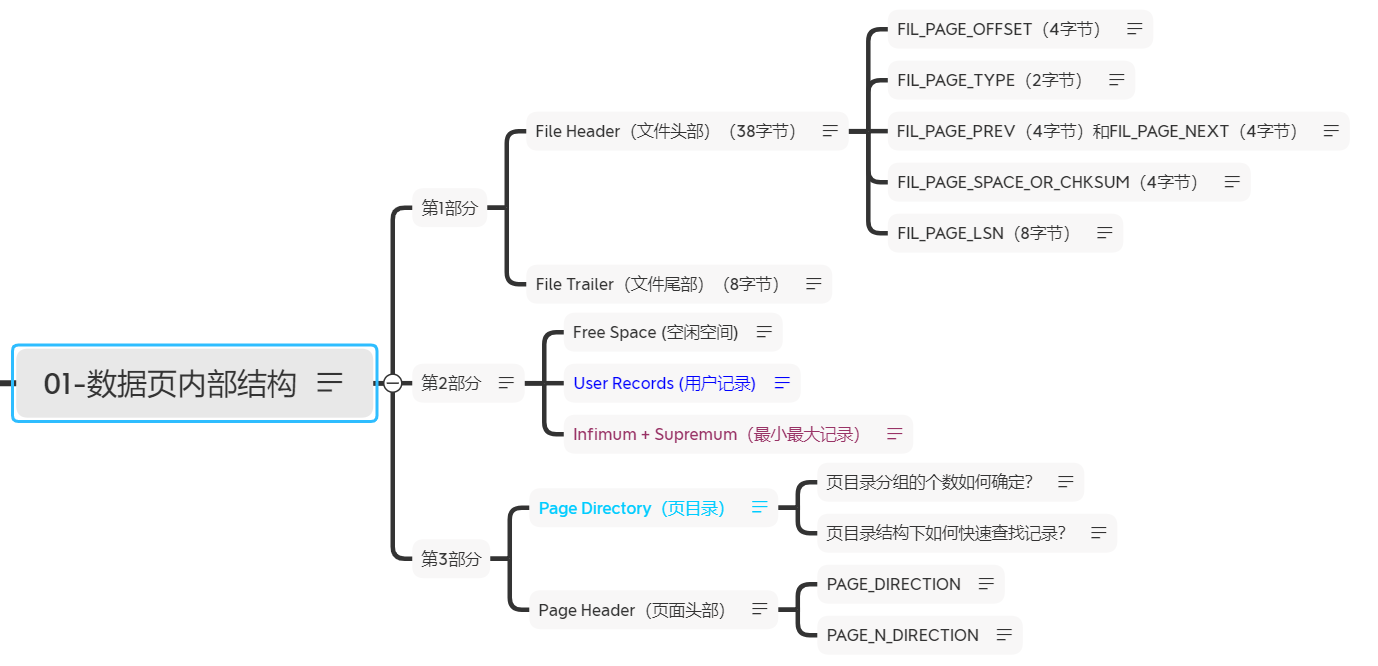 01-数据页内部结构
第1部分
File Header（文件头部）（38字节）
FIL_PAGE_OFFSET（4字节）
FIL_PAGE_TYPE（2字节）
FIL_PAGE_PREV（4字节）和FIL_PAGE_NEXT（4字节）
FIL_PAGE_SPACE_OR_CHKSUM（4字节）
FIL_PAGE_LSN（8字节）
File Trailer（文件尾部）（8字节）
第2部分
Free Space (空闲空间)
User Records (用户记录)
Infimum + Supremum（最小最大记录）
第3部分
Page Directory（页目录）
页目录分组的个数如何确定？
页目录结构下如何快速查找记录？
Page Header（页面头部）
PAGE_DIRECTION
PAGE_N_DIRECTION